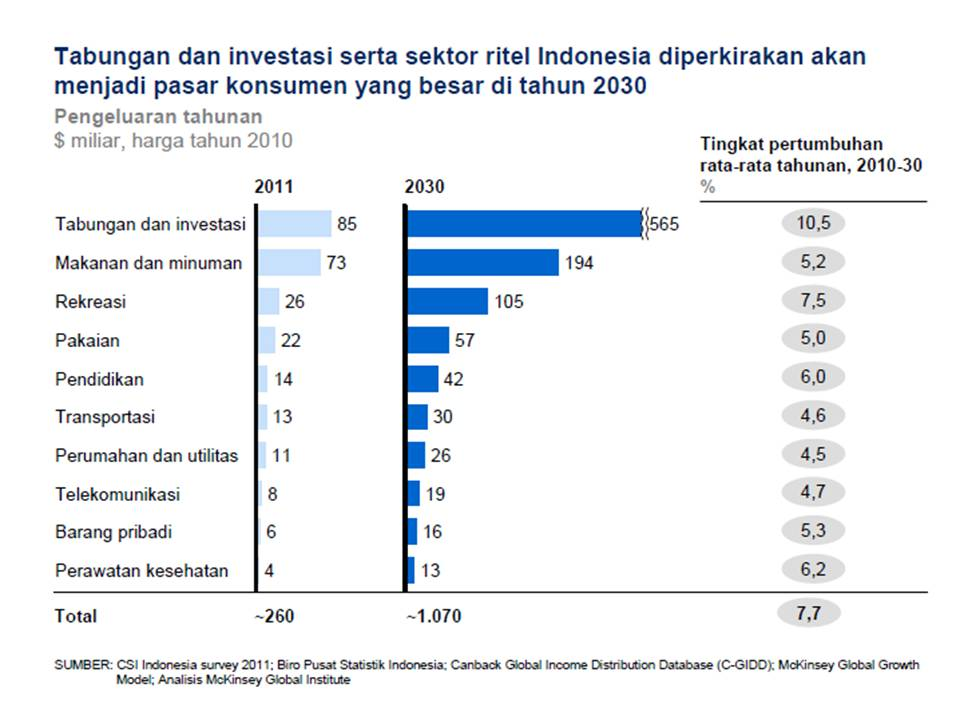 Tabungan dan investasi serta sektor ritel Indonesia diperkirakan akan
menjadi pasar konsumen yang besar di tahun 2030
Pengeluaran tahunan
$ miliar, harga tahun 2010
Tingkat pertumbuhan
rata-rata tahunan, 2010-30
%
2011 2030
Tabungan dan investasi 85 565 10,5
Makanan dan minuman 73 194 5,2
Rekreasi 26 105 7,5
Pakaian 22 57 5,0
Pendidikan 14 42 6,0
Transportasi 13 30 4,6
Perumahan dan utilitas 11 26 4,5
Telekomunikasi 8 19 4,7
Barang pribadi 6 16 5,3
Perawatan kesehatan 4 13 6,2
Total ~260 ~1.070 7,7
SUMBER: CSI Indonesia survey 2011; Biro Pusat Statistik Indonesia; Canback Global Income Distribution Database (C-GIDD); McKinsey Global Growth
Model; Analisis McKinsey Global Institute